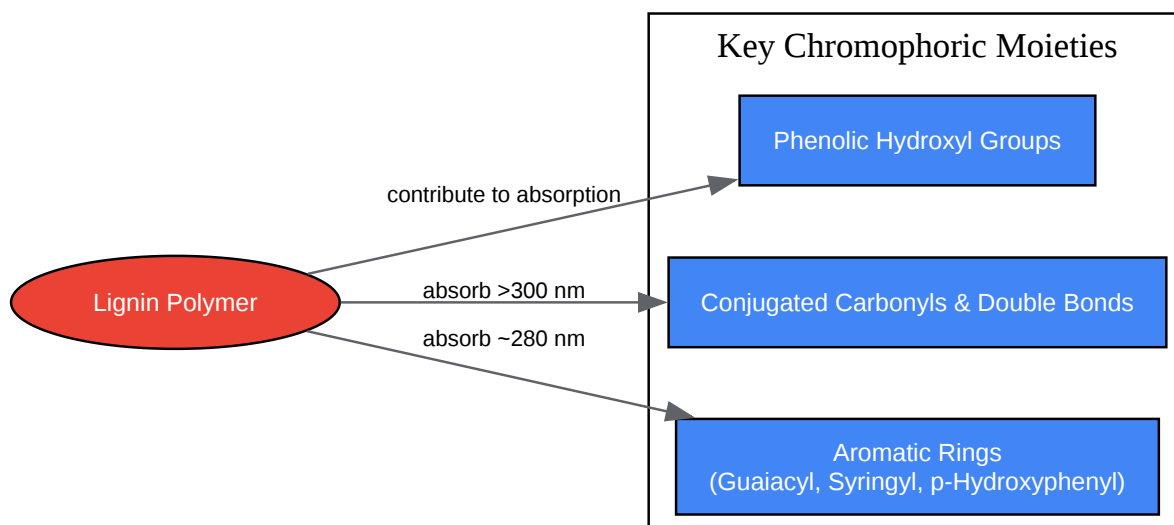 Key Chromophoric Moieties
Phenolic Hydroxyl Groups
contribute to absorption
Lignin Polymer
absorb >300 nm
Conjugated Carbonyls & Double Bonds
absorb ~280 nm
Aromatic Rings
(Guaiacyl, Syringyl, p-Hydroxyphenyl)